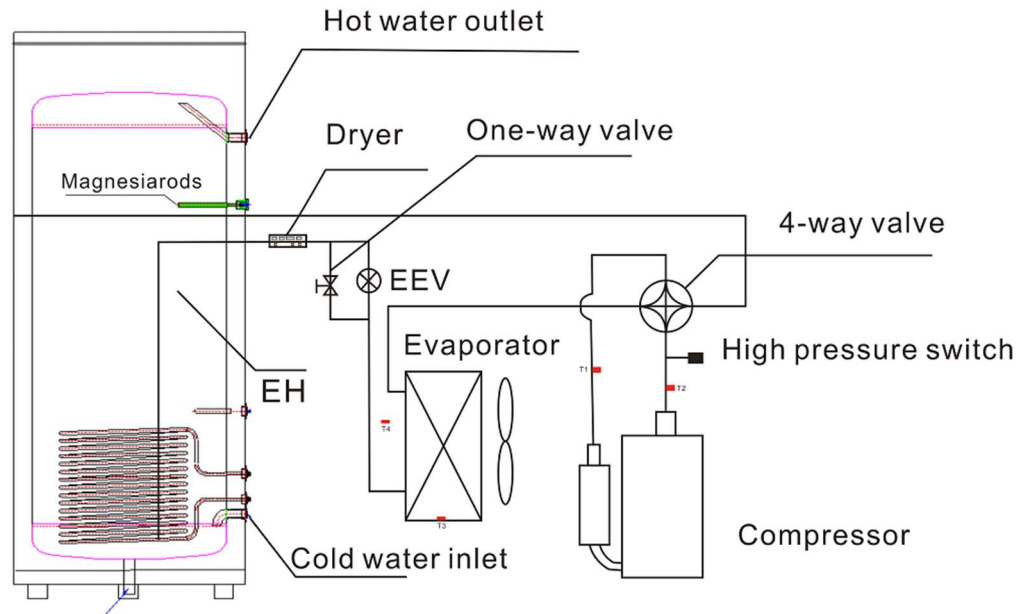 Hot water outlet
Dryer
One-way valve
Magnesiarods
4-way valve
EEV
Evaporator
High pressure switch
T1
T2
EH
T4
T3
Compressor
Cold water inlet